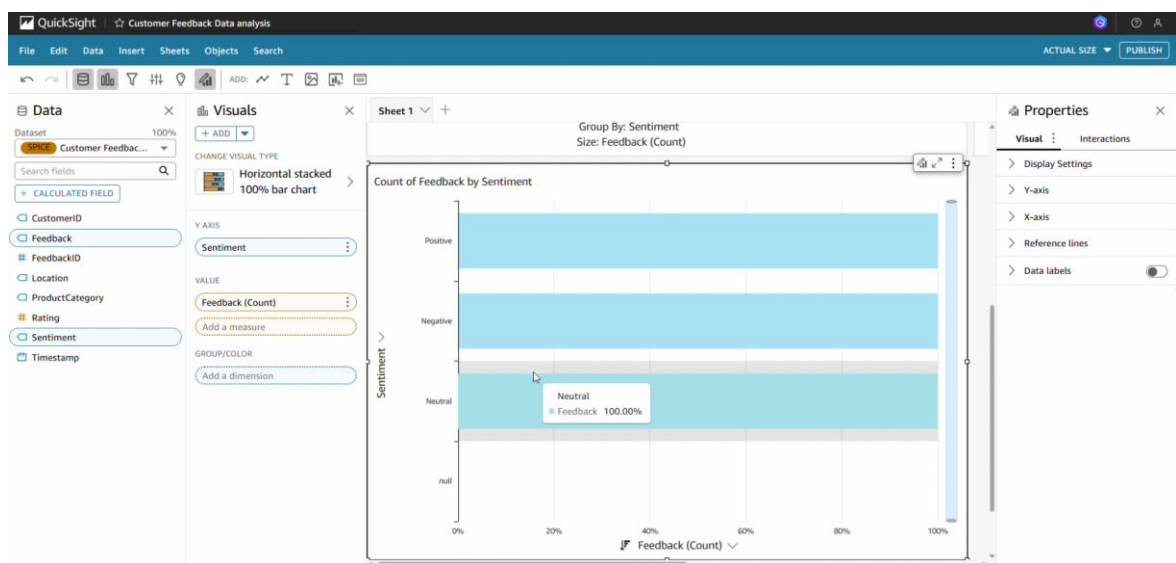 QuickSight
Customer Feedback Data analysis
File Edit Data Insert Sheets Objects Search
ACTUAL SIZE
PUBLISH
ADD:
Data
Dataset 100%
SPICE Customer Feedbac...
Search fields
+ CALCULATED FIELD
CustomerID
Feedback
FeedbackID
Location
ProductCategory
Rating
Sentiment
Timestamp
Visuals
+ ADD
CHANGE VISUAL TYPE
Horizontal stacked
100% bar chart
Y AXIS
Sentiment
VALUE
Feedback (Count)
Add a measure
GROUP/COLOR
Add a dimension
Sheet 1
Group By: Sentiment
Size: Feedback (Count)
Count of Feedback by Sentiment
Sentiment
Positive
Negative
Neutral
null
Neutral
Feedback 100.00%
0% 20% 40% 60% 80% 100%
Feedback (Count)
Properties
Visual Interactions
Display Settings
Y-axis
X-axis
Reference lines
Data labels